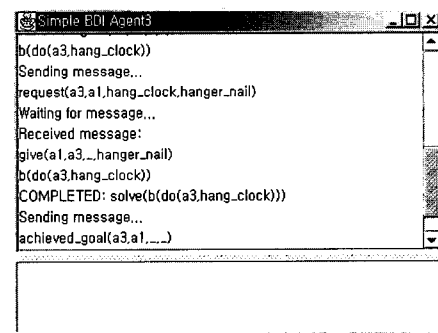 Simple BDI Agent3
b(do(a3,hang_clock))
Sending message...
request(a3,a1,hang_clock,hanger_nail)
Waiting for message...
Received message:
give(a1,a3,_,hanger_nail)
b(do(a3,hang_clock))
COMPLETED: solve(b(do(a3,hang_clock)))
Sending message...
achieved_goal(a3,a1,_,_)